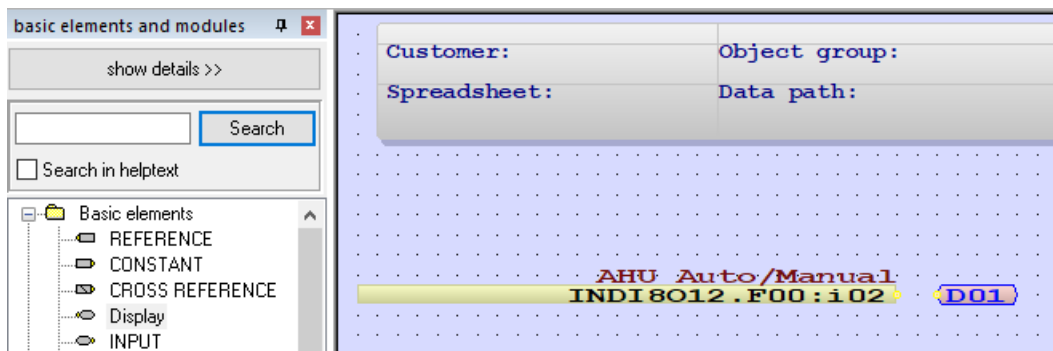 basic elements and modules
show details >>
Search
Search in helptext
Basic elements
REFERENCE
CONSTANT
CROSS REFERENCE
Display
INPUT
Customer:
Object group:
Spreadsheet:
Data path:
AHU Auto/Manual
INDI8O12.F00:i02
D01